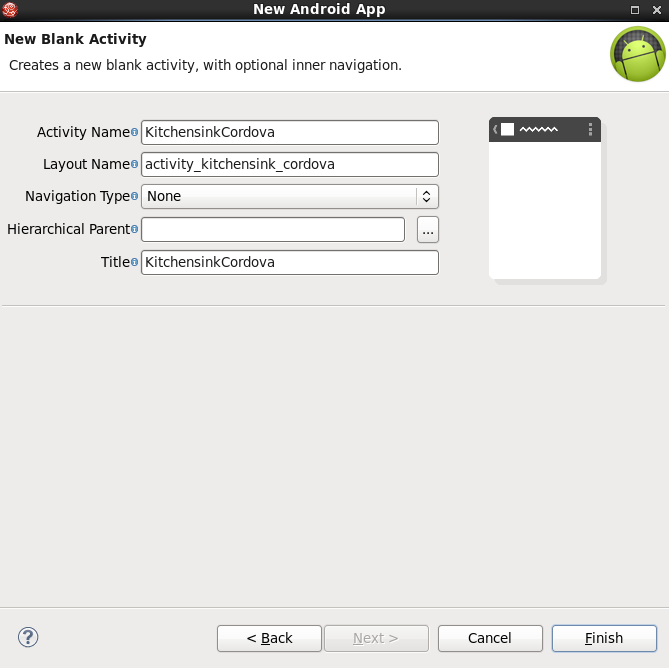 New Android App
New Blank Activity
Creates a new blank activity, with optional inner navigation.
Activity Name KitchensinkCordova
Layout Name activity_kitchensink_cordova
Navigation Type None
Hierarchical Parent ...
Title KitchensinkCordova
? < Back Next > Cancel Finish